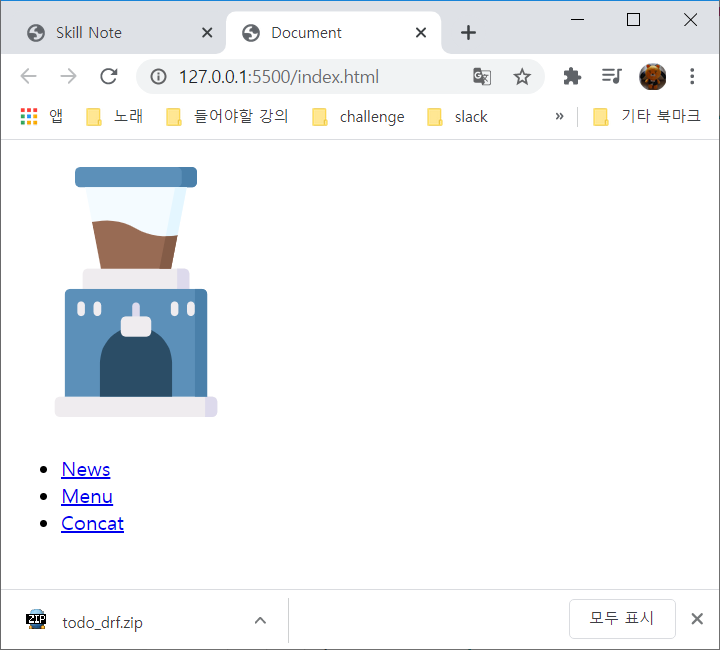 Skill Note
Document
127.0.0.1:5500/index.html
앱
노래
들어야할 강의
challenge
slack
»
기타 북마크
News
Menu
Concat
ZIP
todo_drf.zip
모두 표시